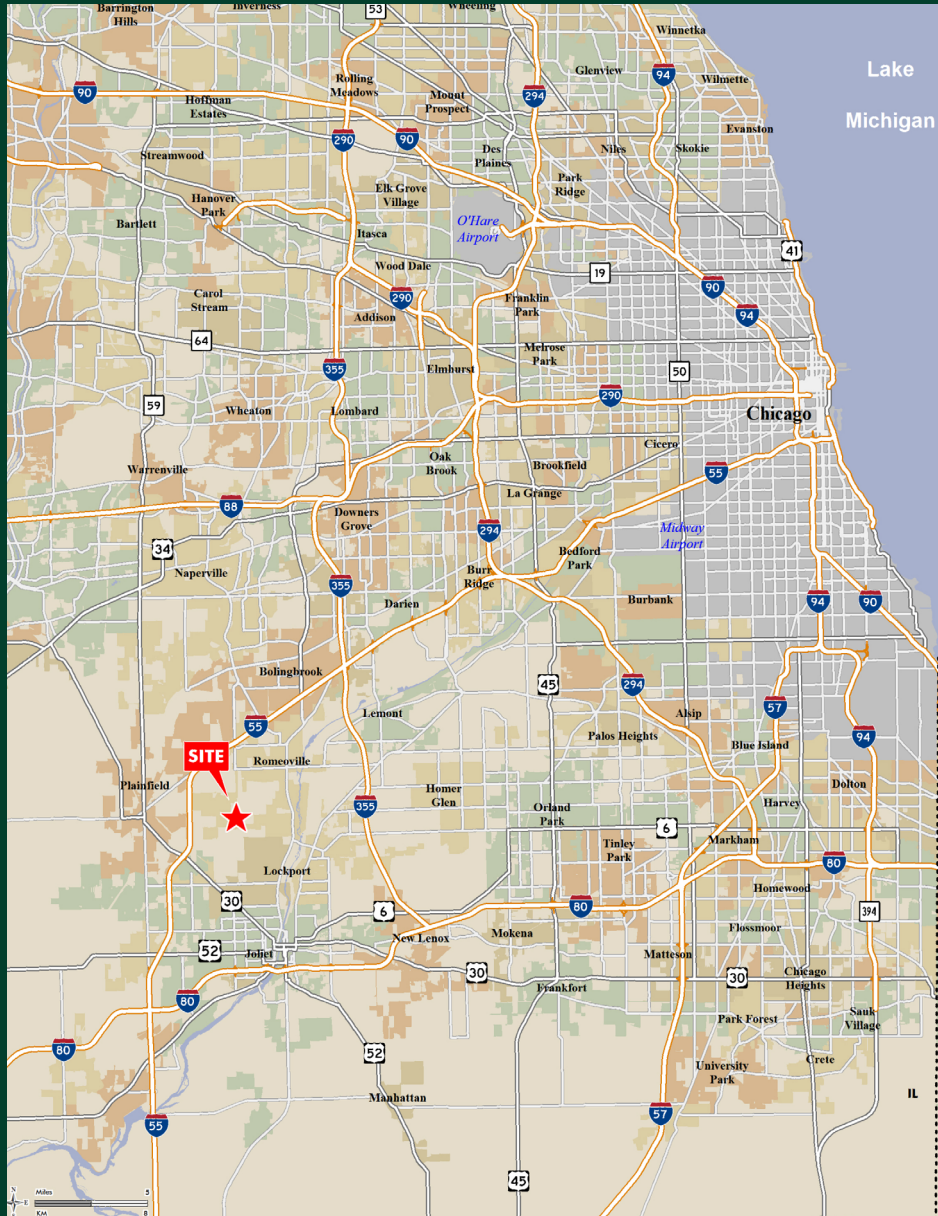 Barrington
Hills
Inverness
53
Wheeling
Winnetka
94
Glenview
Wilmette
Lake
Michigan
Rolling
Meadows
90
Hoffman
Estates
Mount
Prospect
294
290
90
Evanston
Streamwood
Des
Plaines
Niles
Skokie
Park
Ridge
Elk Grove
Village
Hanover
Park
Bartlett
O'Hare
Airport
Itasca
41
Wood Dale
19
90
Carol
Stream
290
Addison
Franklin
Park
94
64
Melrose
Park
355
Elmhurst
50
59
290
Wheaton
Lombard
Chicago
Cicero
Oak
Brook
Warrenville
Brookfield
55
La Grange
88
Downers
Grove
294
Midway
Airport
34
Naperville
Bedford
Park
Burr
Ridge
355
Darien
Burbank
94
90
Bolingbrook
45
294
57
Lemont
Alsip
55
Palos Heights
94
Blue Island
SITE
Romeoville
Plainfield
Homer
Glen
Dolton
355
Orland
Park
Harvey
6
Tinley
Park
Markham
80
Lockport
Homewood
30
6
80
394
Flossmoor
New Lenox
Mokena
52
Joliet
Matteson
30
30
Chicago
Heights
Frankfort
80
Park Forest
Sauk
Village
80
52
Crete
University
Park
Manhattan
IL
57
55
45
N
E
Miles
5
KM
8